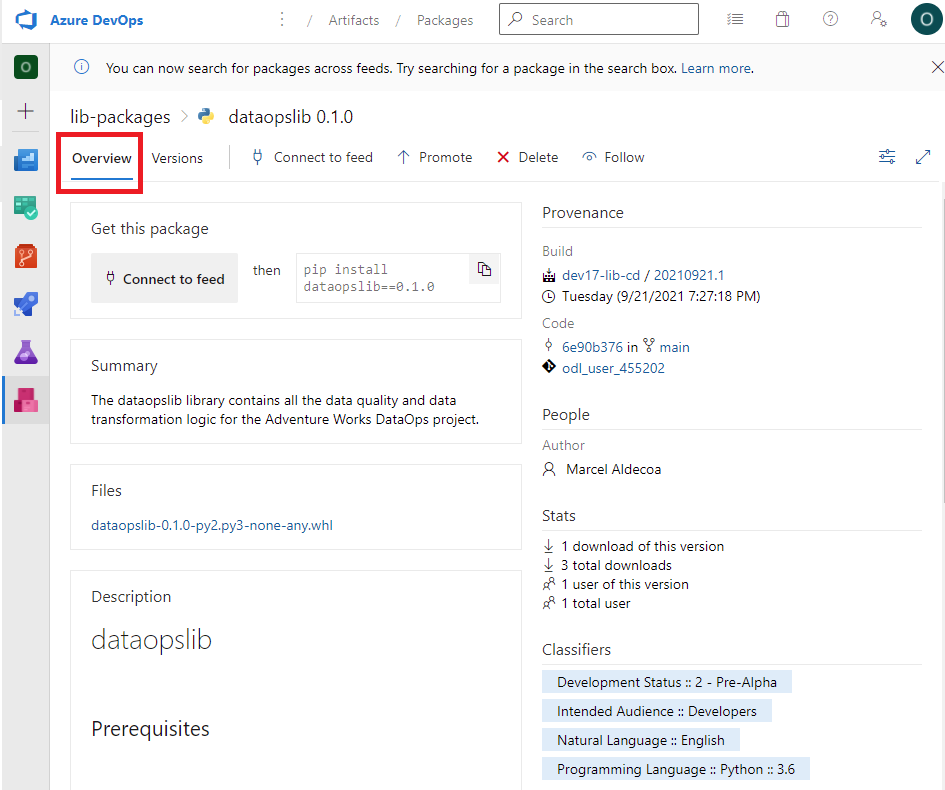 Azure DevOps
/ Artifacts / Packages
Search
O
O
You can now search for packages across feeds. Try searching for a package in the search box. Learn more.
lib-packages > dataopslib 0.1.0
Overview
Versions
Connect to feed
Promote
Delete
Follow
Get this package
Connect to feed
then
pip install
dataopslib==0.1.0
Summary
The dataopslib library contains all the data quality and data
transformation logic for the Adventure Works DataOps project.
Files
dataopslib-0.1.0-py2.py3-none-any.whl
Description
dataopslib
Prerequisites
Provenance
Build
dev17-lib-cd / 20210921.1
Tuesday (9/21/2021 7:27:18 PM)
Code
6e90b376 in main
odl_user_455202
People
Author
Marcel Aldecoa
Stats
1 download of this version
3 total downloads
1 user of this version
1 total user
Classifiers
Development Status :: 2 - Pre-Alpha
Intended Audience :: Developers
Natural Language :: English
Programming Language :: Python :: 3.6